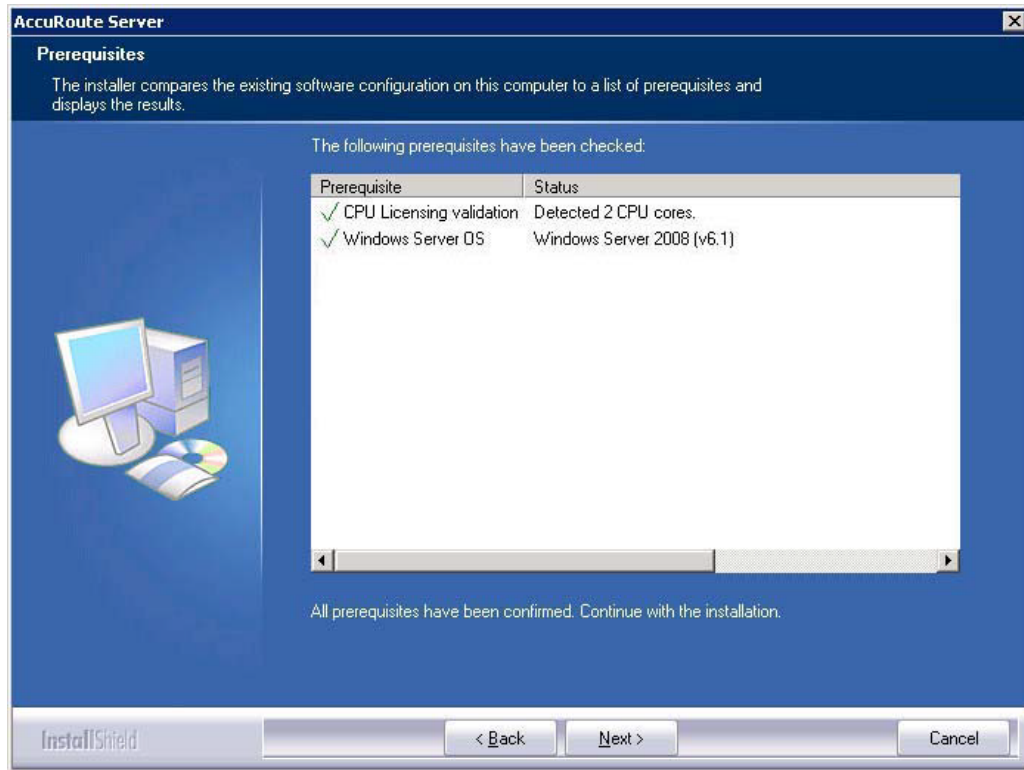 AccuRoute Server
Prerequisites
The installer compares the existing software configuration on this computer to a list of prerequisites and
displays the results.
The following prerequisites have been checked:
Prerequisite Status
CPU Licensing validation Detected 2 CPU cores.
Windows Server OS Windows Server 2008 (v6.1)
All prerequisites have been confirmed. Continue with the installation.
InstallShield < Back Next > Cancel